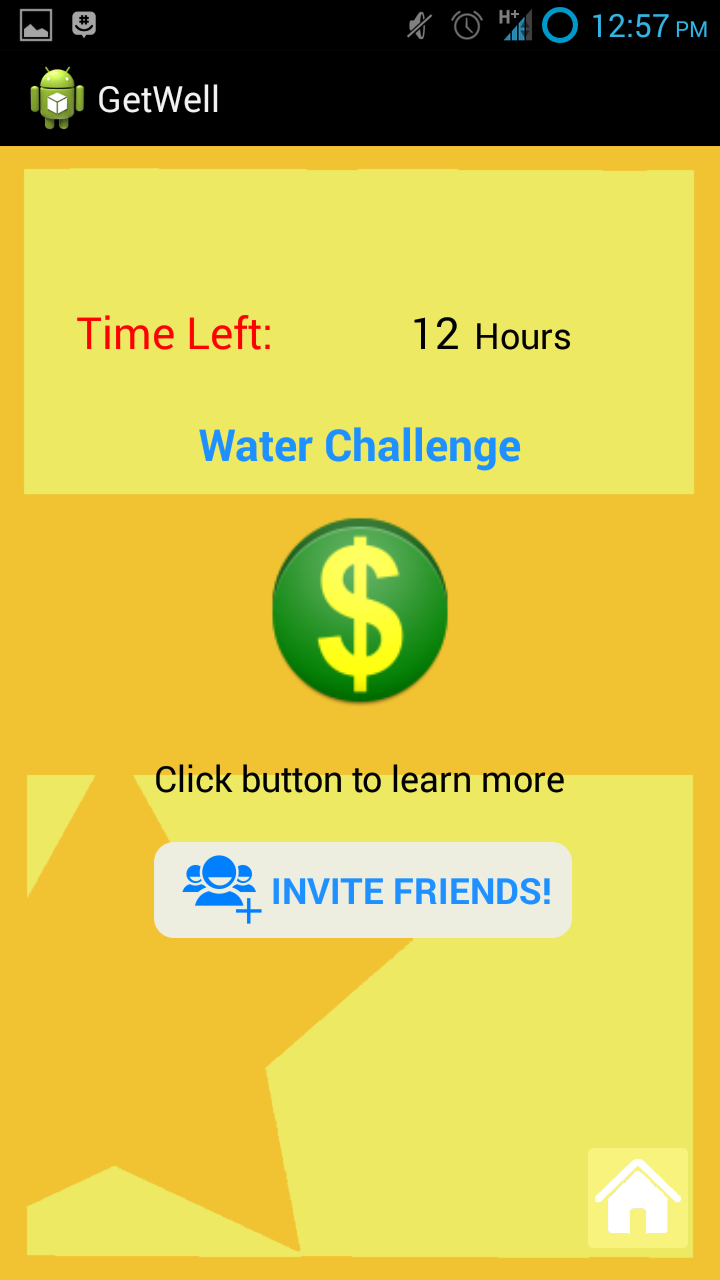 H+ 12:57 PM
GetWell
Time Left: 12 Hours
Water Challenge
$
Click button to learn more
INVITE FRIENDS!